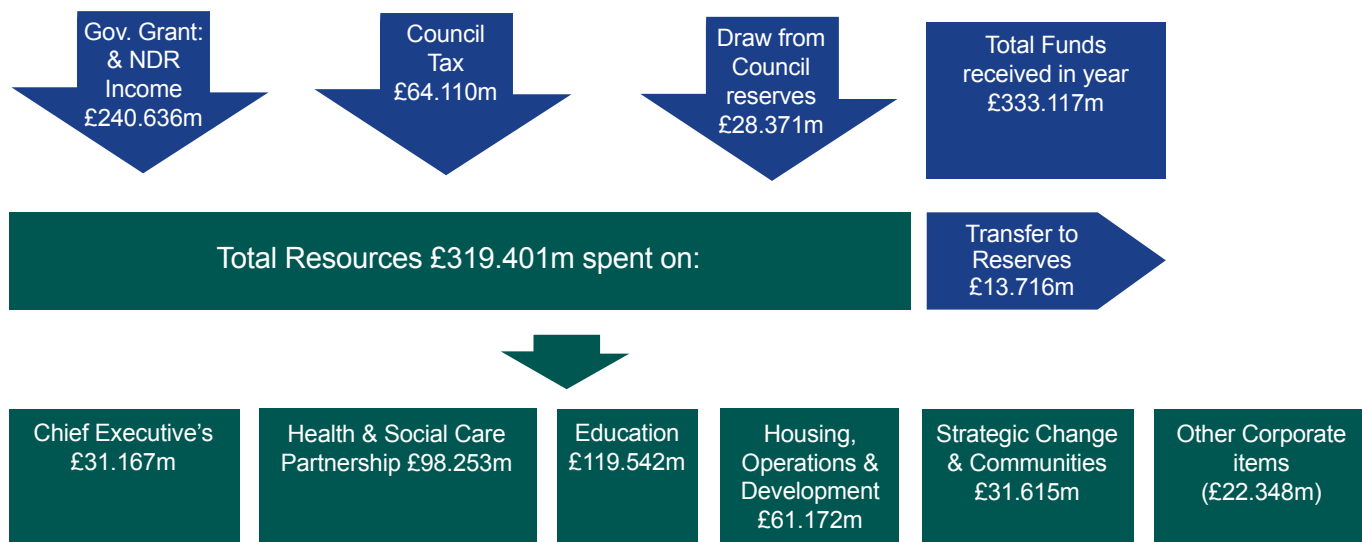 Gov. Grant:
& NDR
Income
£240.636m
Council
Tax
£64.110m
Draw from
Council
reserves
£28.371m
Total Funds
received in year
£333.117m
Total Resources £319.401m spent on:
Transfer to
Reserves
£13.716m
Chief Executive's
£31.167m
Health & Social Care
Partnership £98.253m
Education
£119.542m
Housing,
Operations &
Development
£61.172m
Strategic Change
& Communities
£31.615m
Other Corporate
items
(£22.348m)